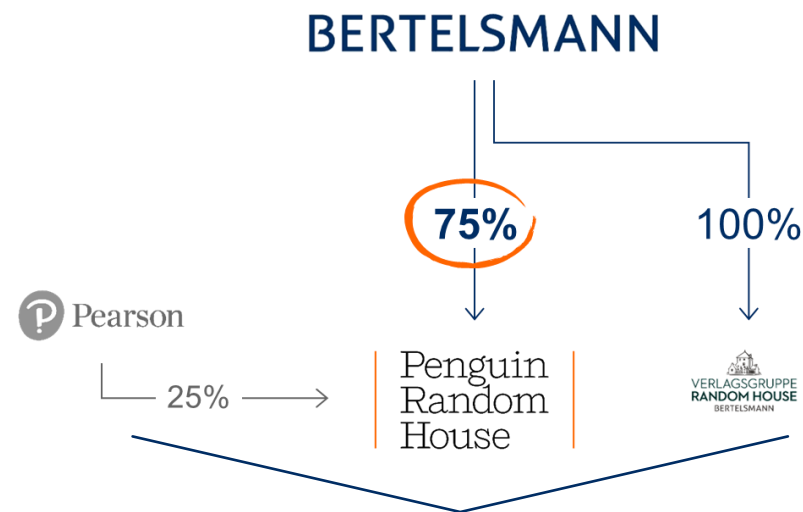 BERTELSMANN
75%
100%
Pearson
25%
Penguin
Random
House
VERLAGSGRUPPE
RANDOM HOUSE
BERTELSMANN